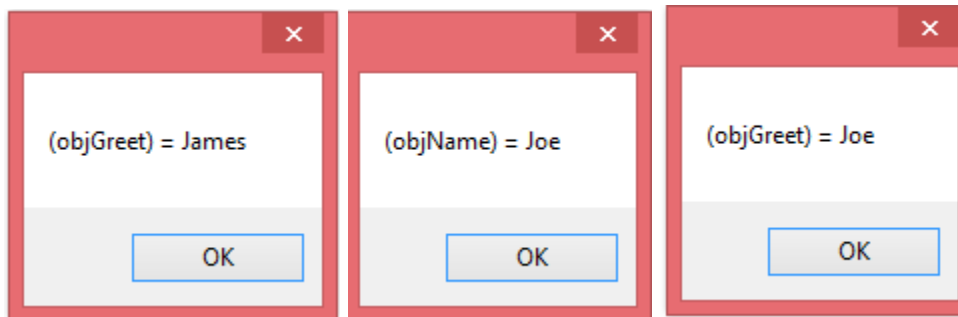 (objGreet) = James
OK
(objName) = Joe
OK
(objGreet) = Joe
OK